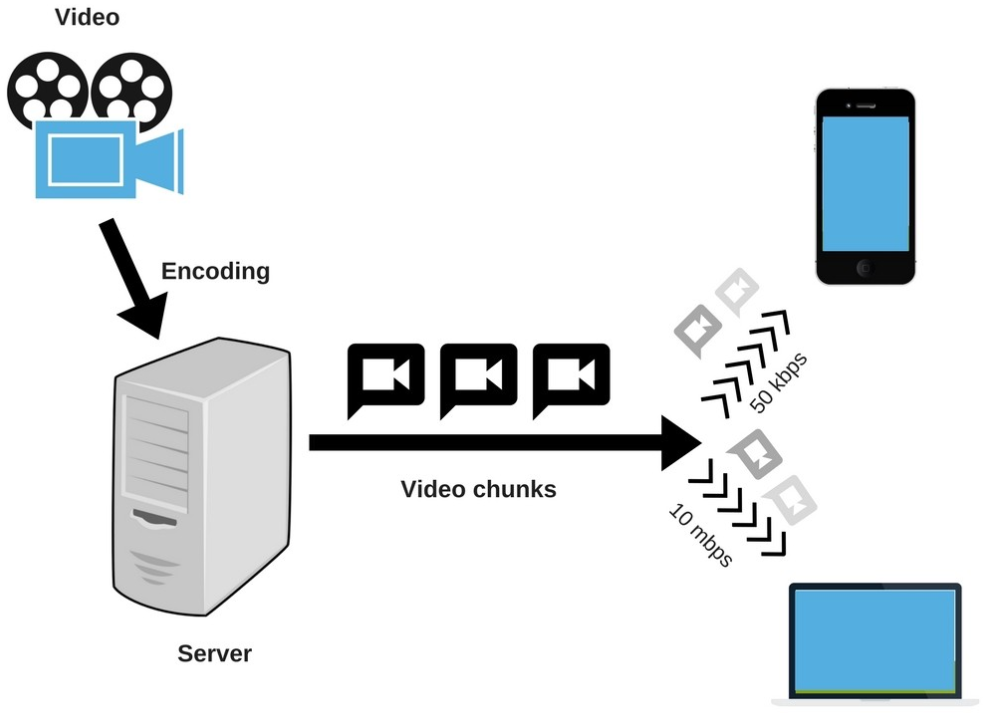 Video
Encoding
50 kbps
Video chunks
10 mbps
Server